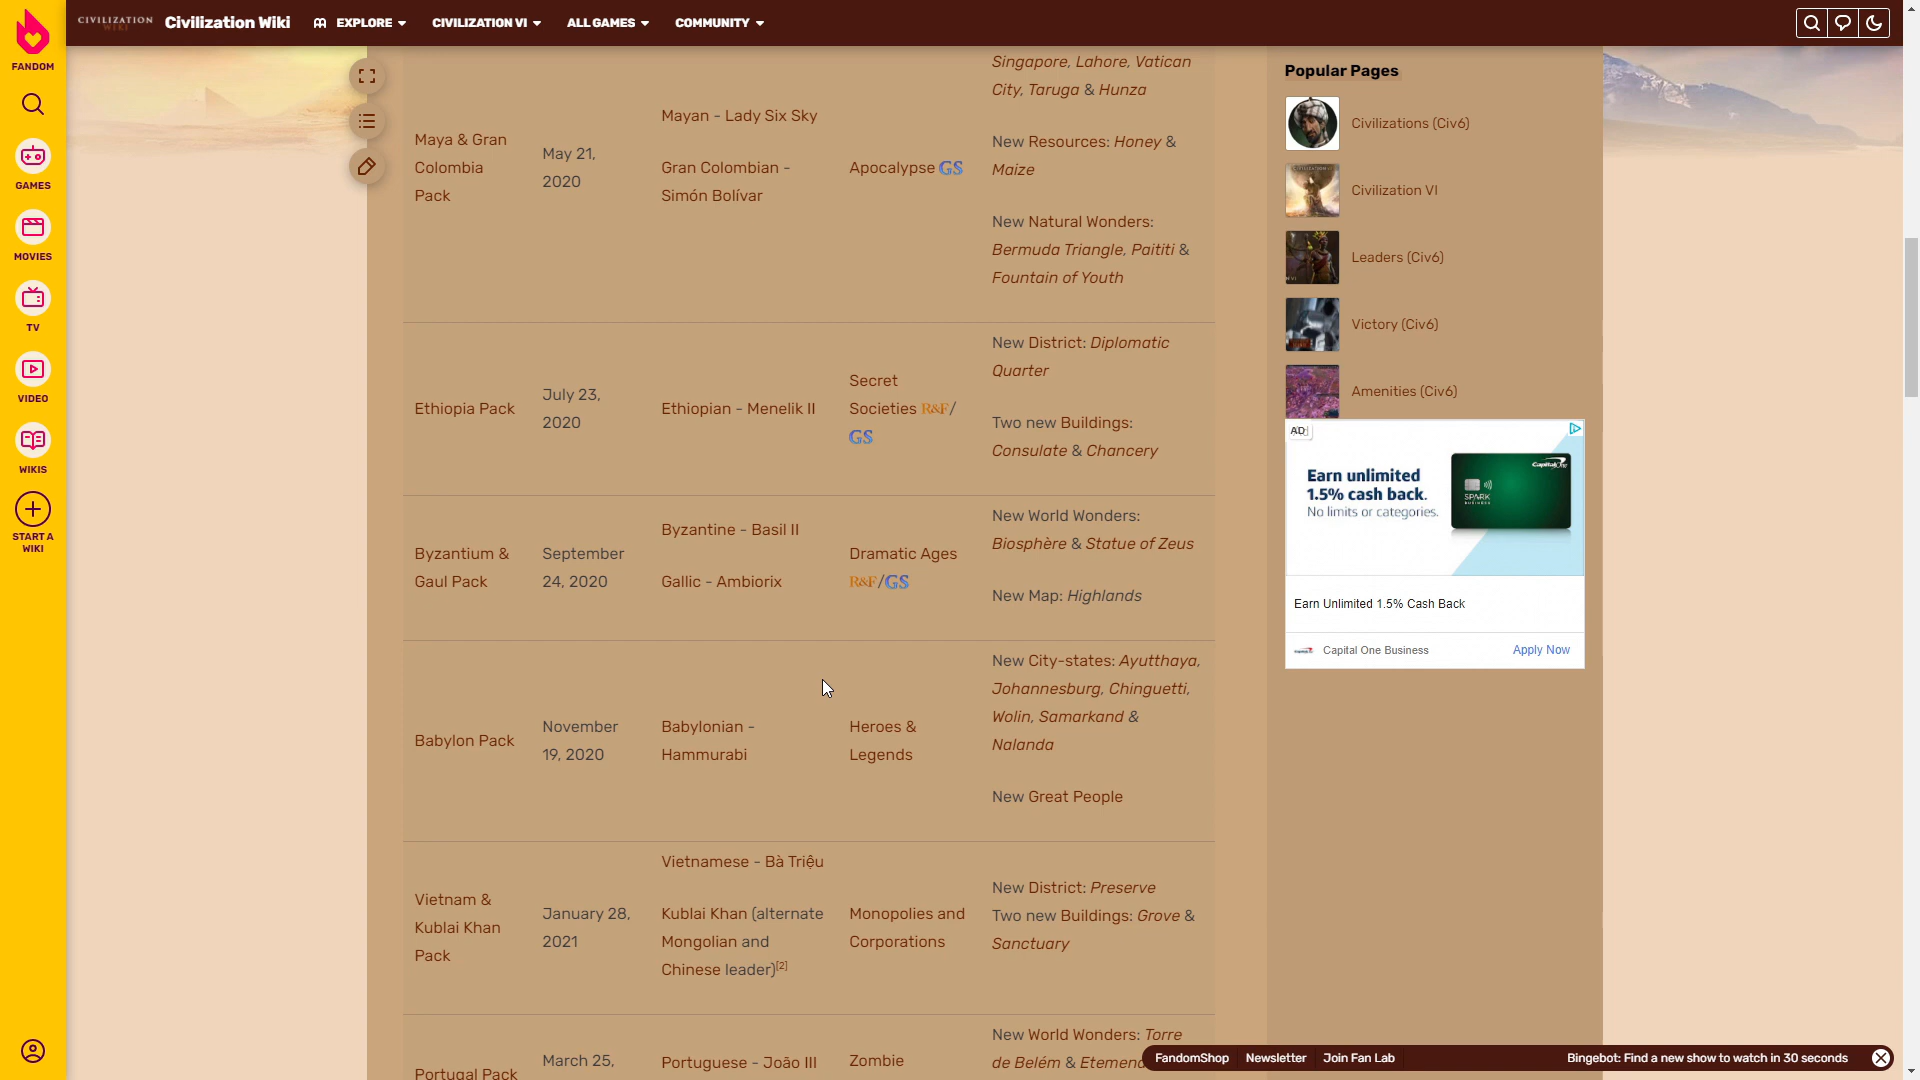 FANDOM
GAMES
MOVIES
TV
VIDEO
WIKIS
START A
WIKI
CIVILIZATION
WIKI
Civilization Wiki
EXPLORE
CIVILIZATION VI
ALL GAMES
COMMUNITY
Maya & Gran
Colombia
Pack
May 21,
2020
Mayan - Lady Six Sky
Gran Colombian -
Simón Bolívar
Apocalypse GS
Singapore, Lahore, Vatican
City, Taruga & Hunza
New Resources: Honey &
Maize
New Natural Wonders:
Bermuda Triangle, Paititi &
Fountain of Youth
Ethiopia Pack
July 23,
2020
Ethiopian - Menelik II
Secret
Societies R&F/
GS
New District: Diplomatic
Quarter
Two new Buildings:
Consulate & Chancery
Byzantium &
Gaul Pack
September
24, 2020
Byzantine - Basil II
Gallic - Ambiorix
Dramatic Ages
R&F/GS
New World Wonders:
Biosphère & Statue of Zeus
New Map: Highlands
Babylon Pack
November
19, 2020
Babylonian -
Hammurabi
Heroes &
Legends
New City-states: Ayutthaya,
Johannesburg, Chinguetti,
Wolin, Samarkand &
Nalanda
New Great People
Vietnam &
Kublai Khan
Pack
January 28,
2021
Vietnamese - Bà Triệu
Kublai Khan (alternate
Mongolian and
Chinese leader)[2]
Monopolies and
Corporations
New District: Preserve
Two new Buildings: Grove &
Sanctuary
Portugal Pack
March 25,
Portuguese - João III
Zombie
New World Wonders: Torre
de Belém & Etemen
Popular Pages
Civilizations (Civ6)
Civilization VI
Leaders (Civ6)
Victory (Civ6)
Amenities (Civ6)
AD
Earn unlimited
1.5% cash back.
No limits or categories.
Capital One
SPARK
BUSINESS
Earn Unlimited 1.5% Cash Back
Capital One Business
Apply Now
FandomShop
Newsletter
Join Fan Lab
Bingebot: Find a new show to watch in 30 seconds